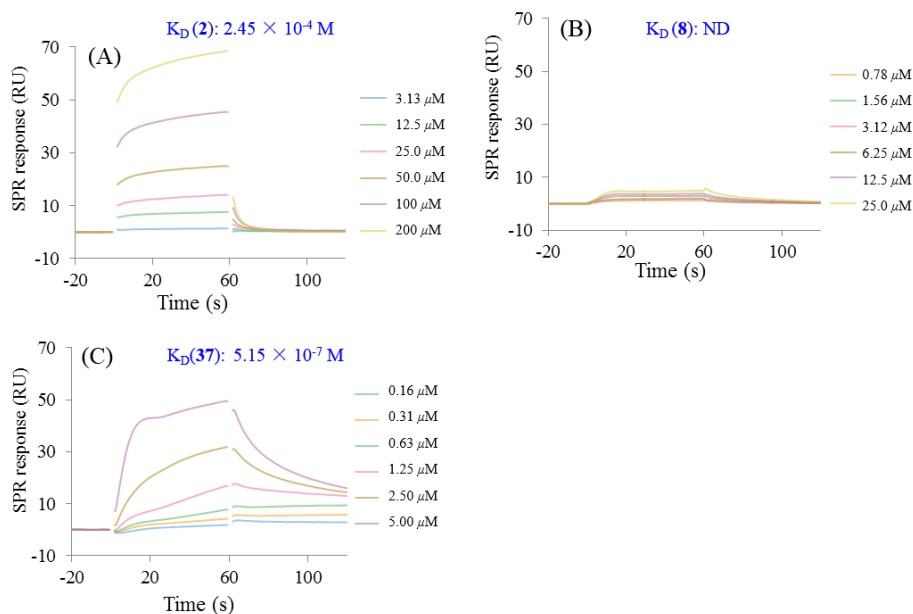 K_D (2): 2.45 × 10⁻⁴ M
(A)
SPR response (RU)
70
50
30
10
-10
-20
20
60
100
Time (s)
3.13 μM
12.5 μM
25.0 μM
50.0 μM
100 μM
200 μM
K_D (8): ND
(B)
SPR response (RU)
70
50
30
10
-10
-20
20
60
100
Time (s)
0.78 μM
1.56 μM
3.12 μM
6.25 μM
12.5 μM
25.0 μM
K_D(37): 5.15 × 10⁻⁷ M
(C)
SPR response (RU)
70
50
30
10
-10
-20
20
60
100
Time (s)
0.16 μM
0.31 μM
0.63 μM
1.25 μM
2.50 μM
5.00 μM